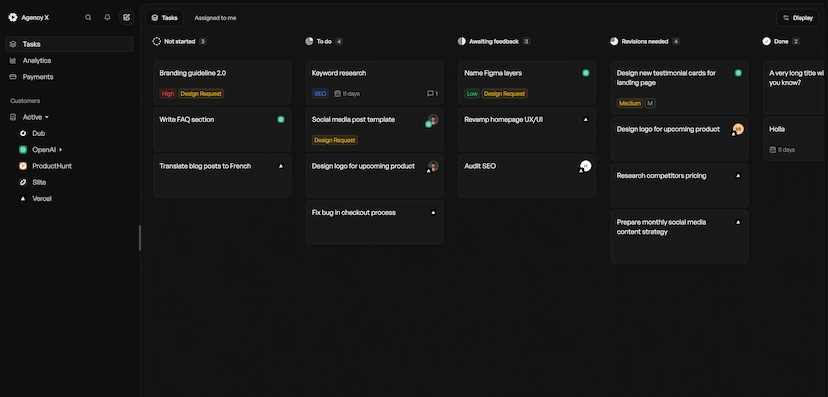 Agency X
Tasks
Analytics
Payments
Customers
Active
Dub
OpenAI
ProductHunt
Slite
Vercel
Tasks
Assigned to me
Display
Not started 3
Branding guideline 2.0
High Design Request
Write FAQ section
Translate blog posts to French
To do 4
Keyword research
SEO 11 days 1
Social media post template
Design Request
Design logo for upcoming product
Fix bug in checkout process
Awaiting feedback 3
Name Figma layers
Low Design Request
Revamp homepage UX/UI
Audit SEO
Revisions needed 4
Design new testimonial cards for
landing page
Medium M
Design logo for upcoming product
Research competitors pricing
Prepare monthly social media
content strategy
Done 2
A very long title wi
you know?
Holla
11 days